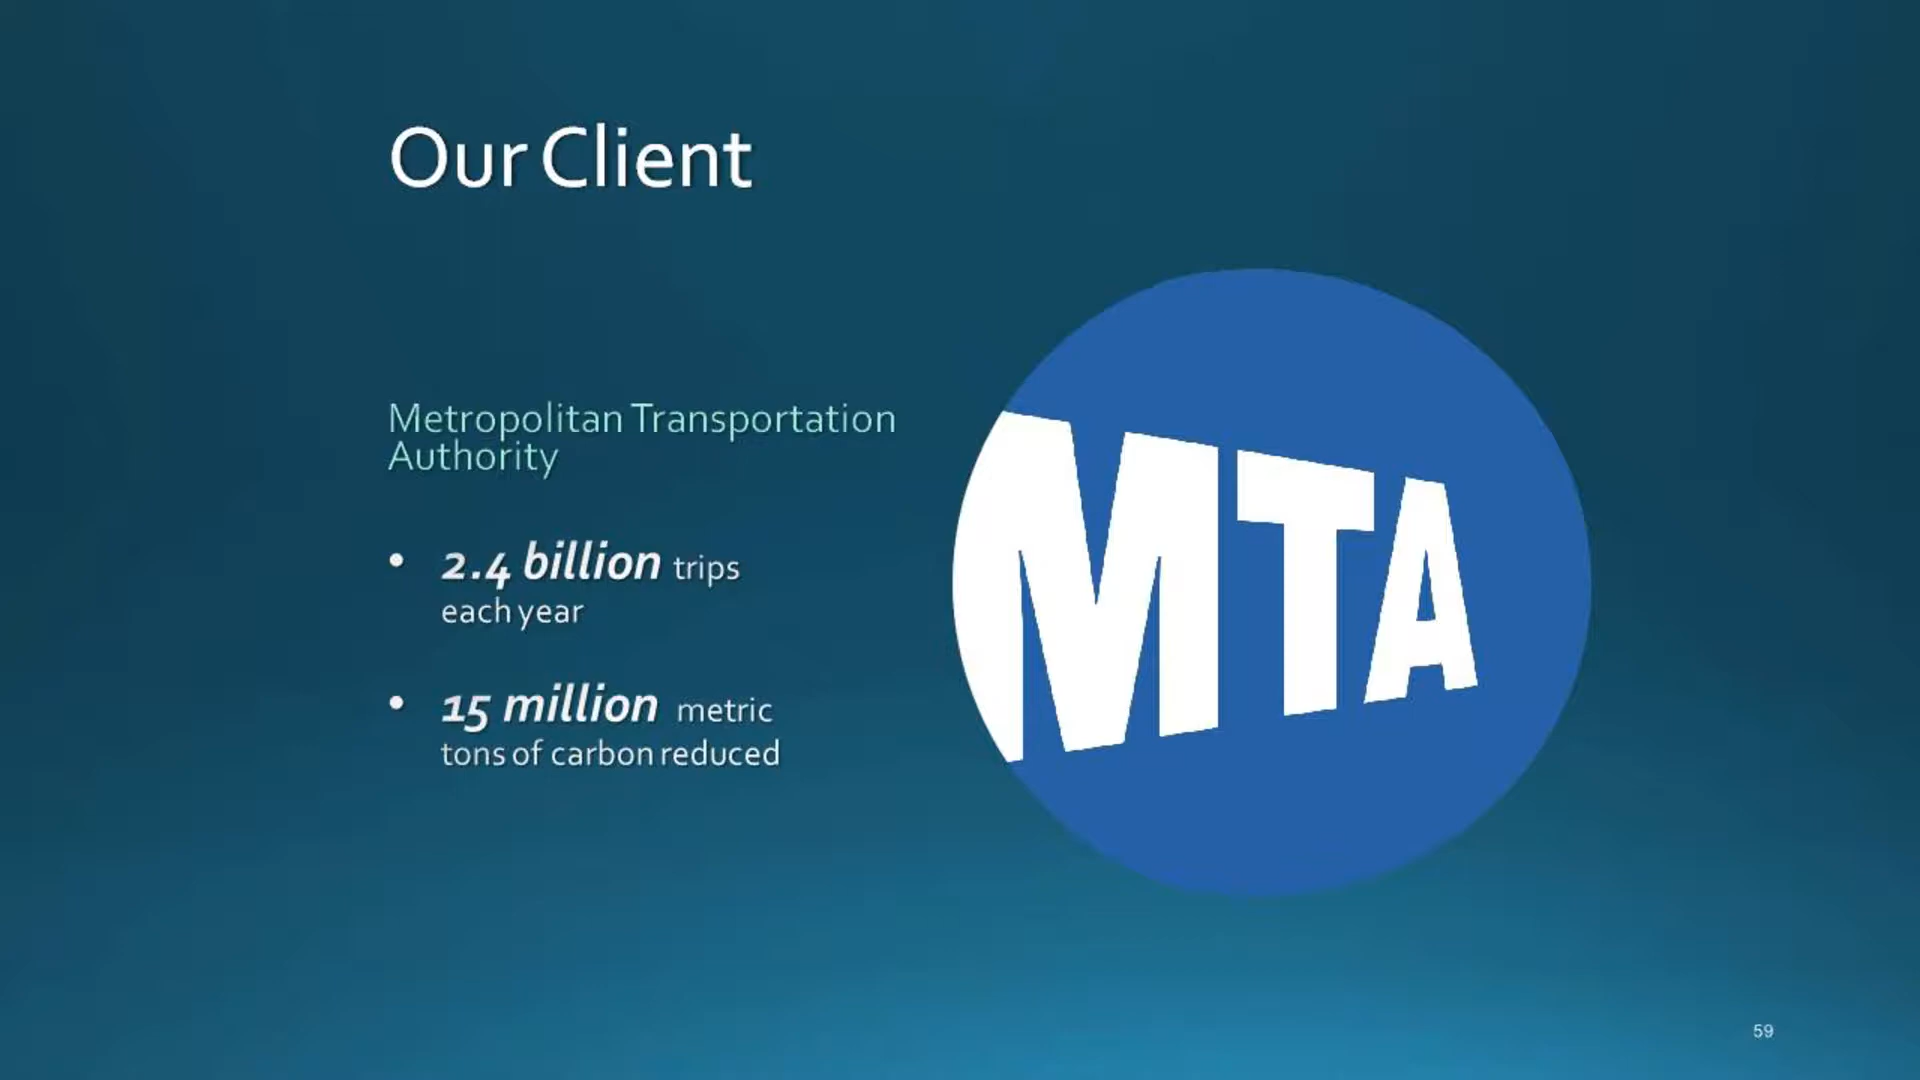 Our Client
Metropolitan Transportation
Authority
• 2.4 billion trips
each year
• 15 million metric
tons of carbon reduced
MTA
59